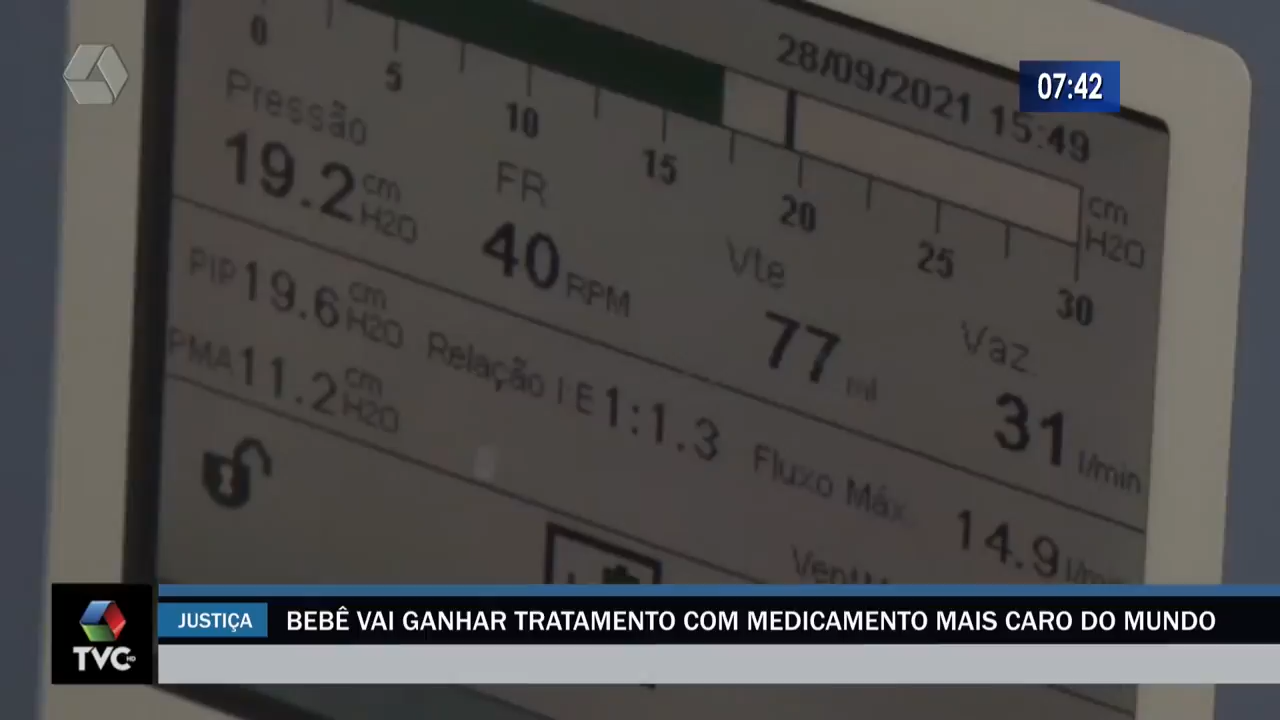 28/09/2021 15:49
07:42
0 5 10 15 20 25 30
cm
H2O
Pressão
19.2 cm
H2O
FR
40 RPM
Vte
77 ml
Vaz
31 l/min
PIP 19.6 cm
H2O
PMA 11.2 cm
H2O
Relação I E 1:1.3
Fluxo Máx.
14.9 l/min
JUSTIÇA
BEBÊ VAI GANHAR TRATAMENTO COM MEDICAMENTO MAIS CARO DO MUNDO
TVC HD